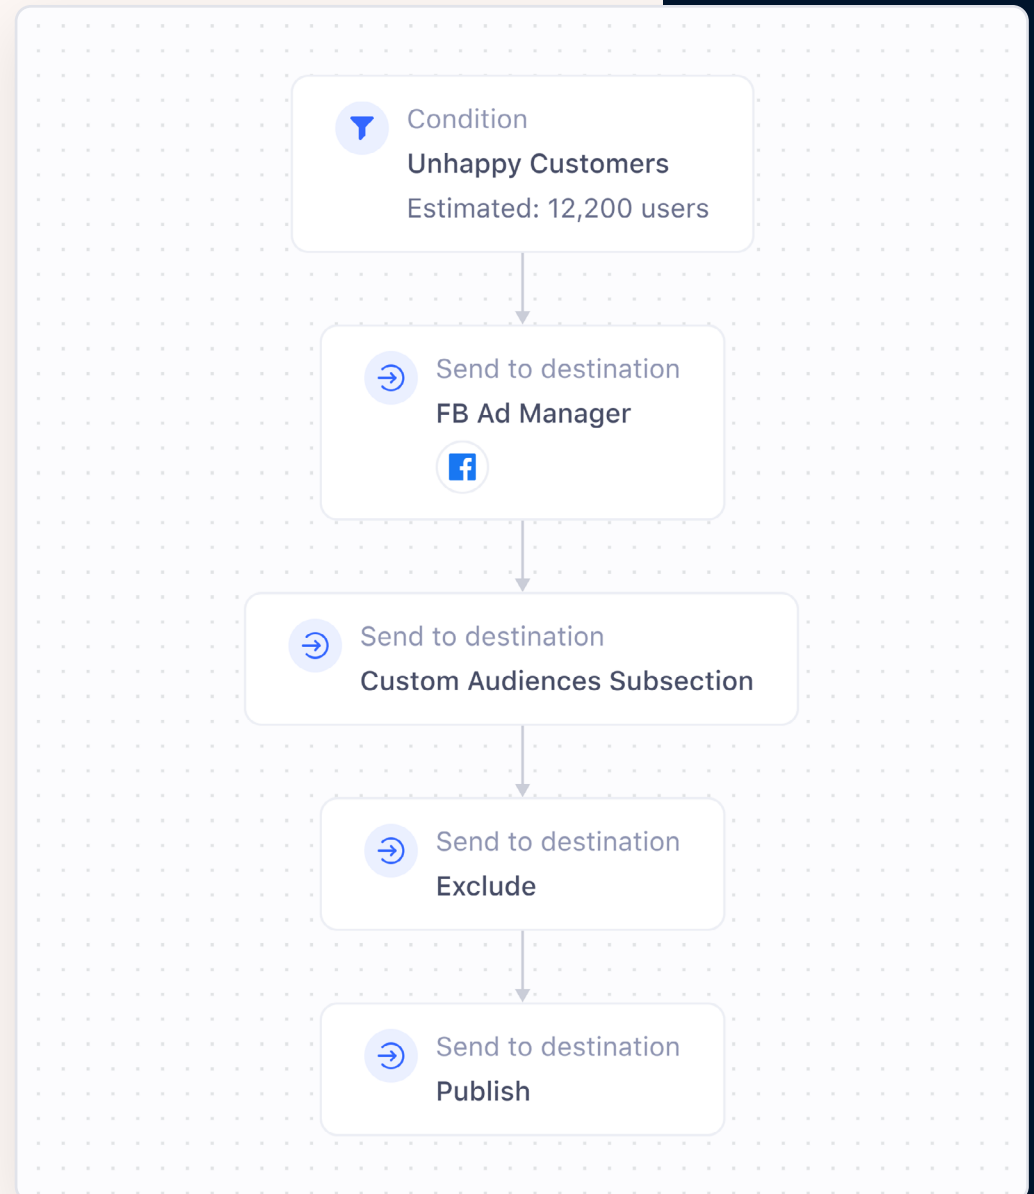 Condition
Unhappy Customers
Estimated: 12,200 users
Send to destination
FB Ad Manager
Send to destination
Custom Audiences Subsection
Send to destination
Exclude
Send to destination
Publish